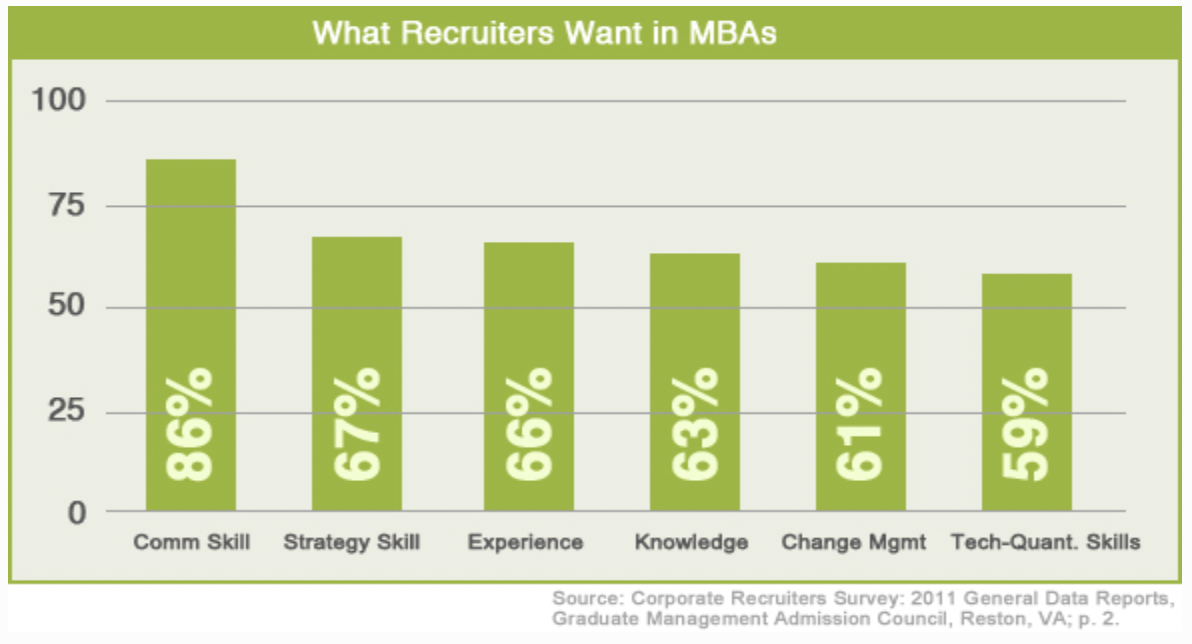 What Recruiters Want in MBAs
100
75
50
25
0
86%
67%
66%
63%
61%
59%
Comm Skill Strategy Skill Experience Knowledge Change Mgmt Tech-Quant. Skills
Source: Corporate Recruiters Survey: 2011 General Data Reports,
Graduate Management Admission Council, Reston, VA; p. 2.